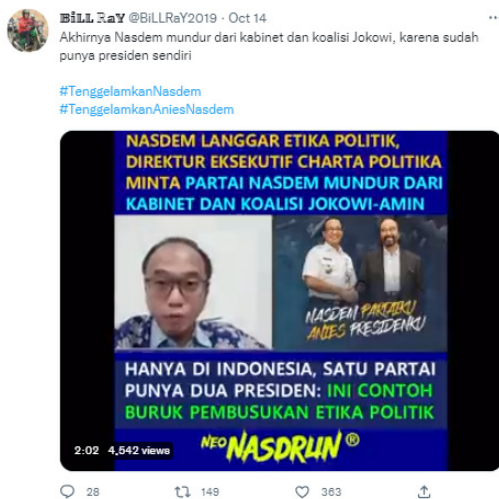 BiLL RaY @BiLLRaY2019 · Oct 14
Akhirnya Nasdem mundur dari kabinet dan koalisi Jokowi, karena sudah
punya presiden sendiri
#TenggelamkanNasdem
#TenggelamkanAniesNasdem
NASDEM LANGGAR ETIKA POLITIK,
DIREKTUR EKSEKUTIF CHARTA POLITIKA
MINTA PARTAI NASDEM MUNDUR DARI
KABINET DAN KOALISI JOKOWI-AMIN
NASDEM PARTAIKU
ANIES PRESIDENKU
HANYA DI INDONESIA, SATU PARTAI
PUNYA DUA PRESIDEN: INI CONTOH
BURUK PEMBUSUKAN ETIKA POLITIK
NEO NASDRUN ®
2:02 4,542 views
28 149 363